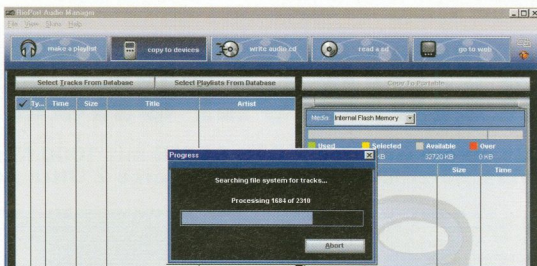 RioPort Audio Manager
File View Skins Help
make a playlist
copy to devices
write audio cd
read a cd
go to web
Select Tracks From Database
Select Playlists From Database
Copy To Portable
Ty... Time Size Title Artist
Media: Internal Flash Memory
Used Selected Available Over
KB 32720 KB 0 KB
Size Time
Progress
Searching file system for tracks...
Processing 1684 of 2310
Abort